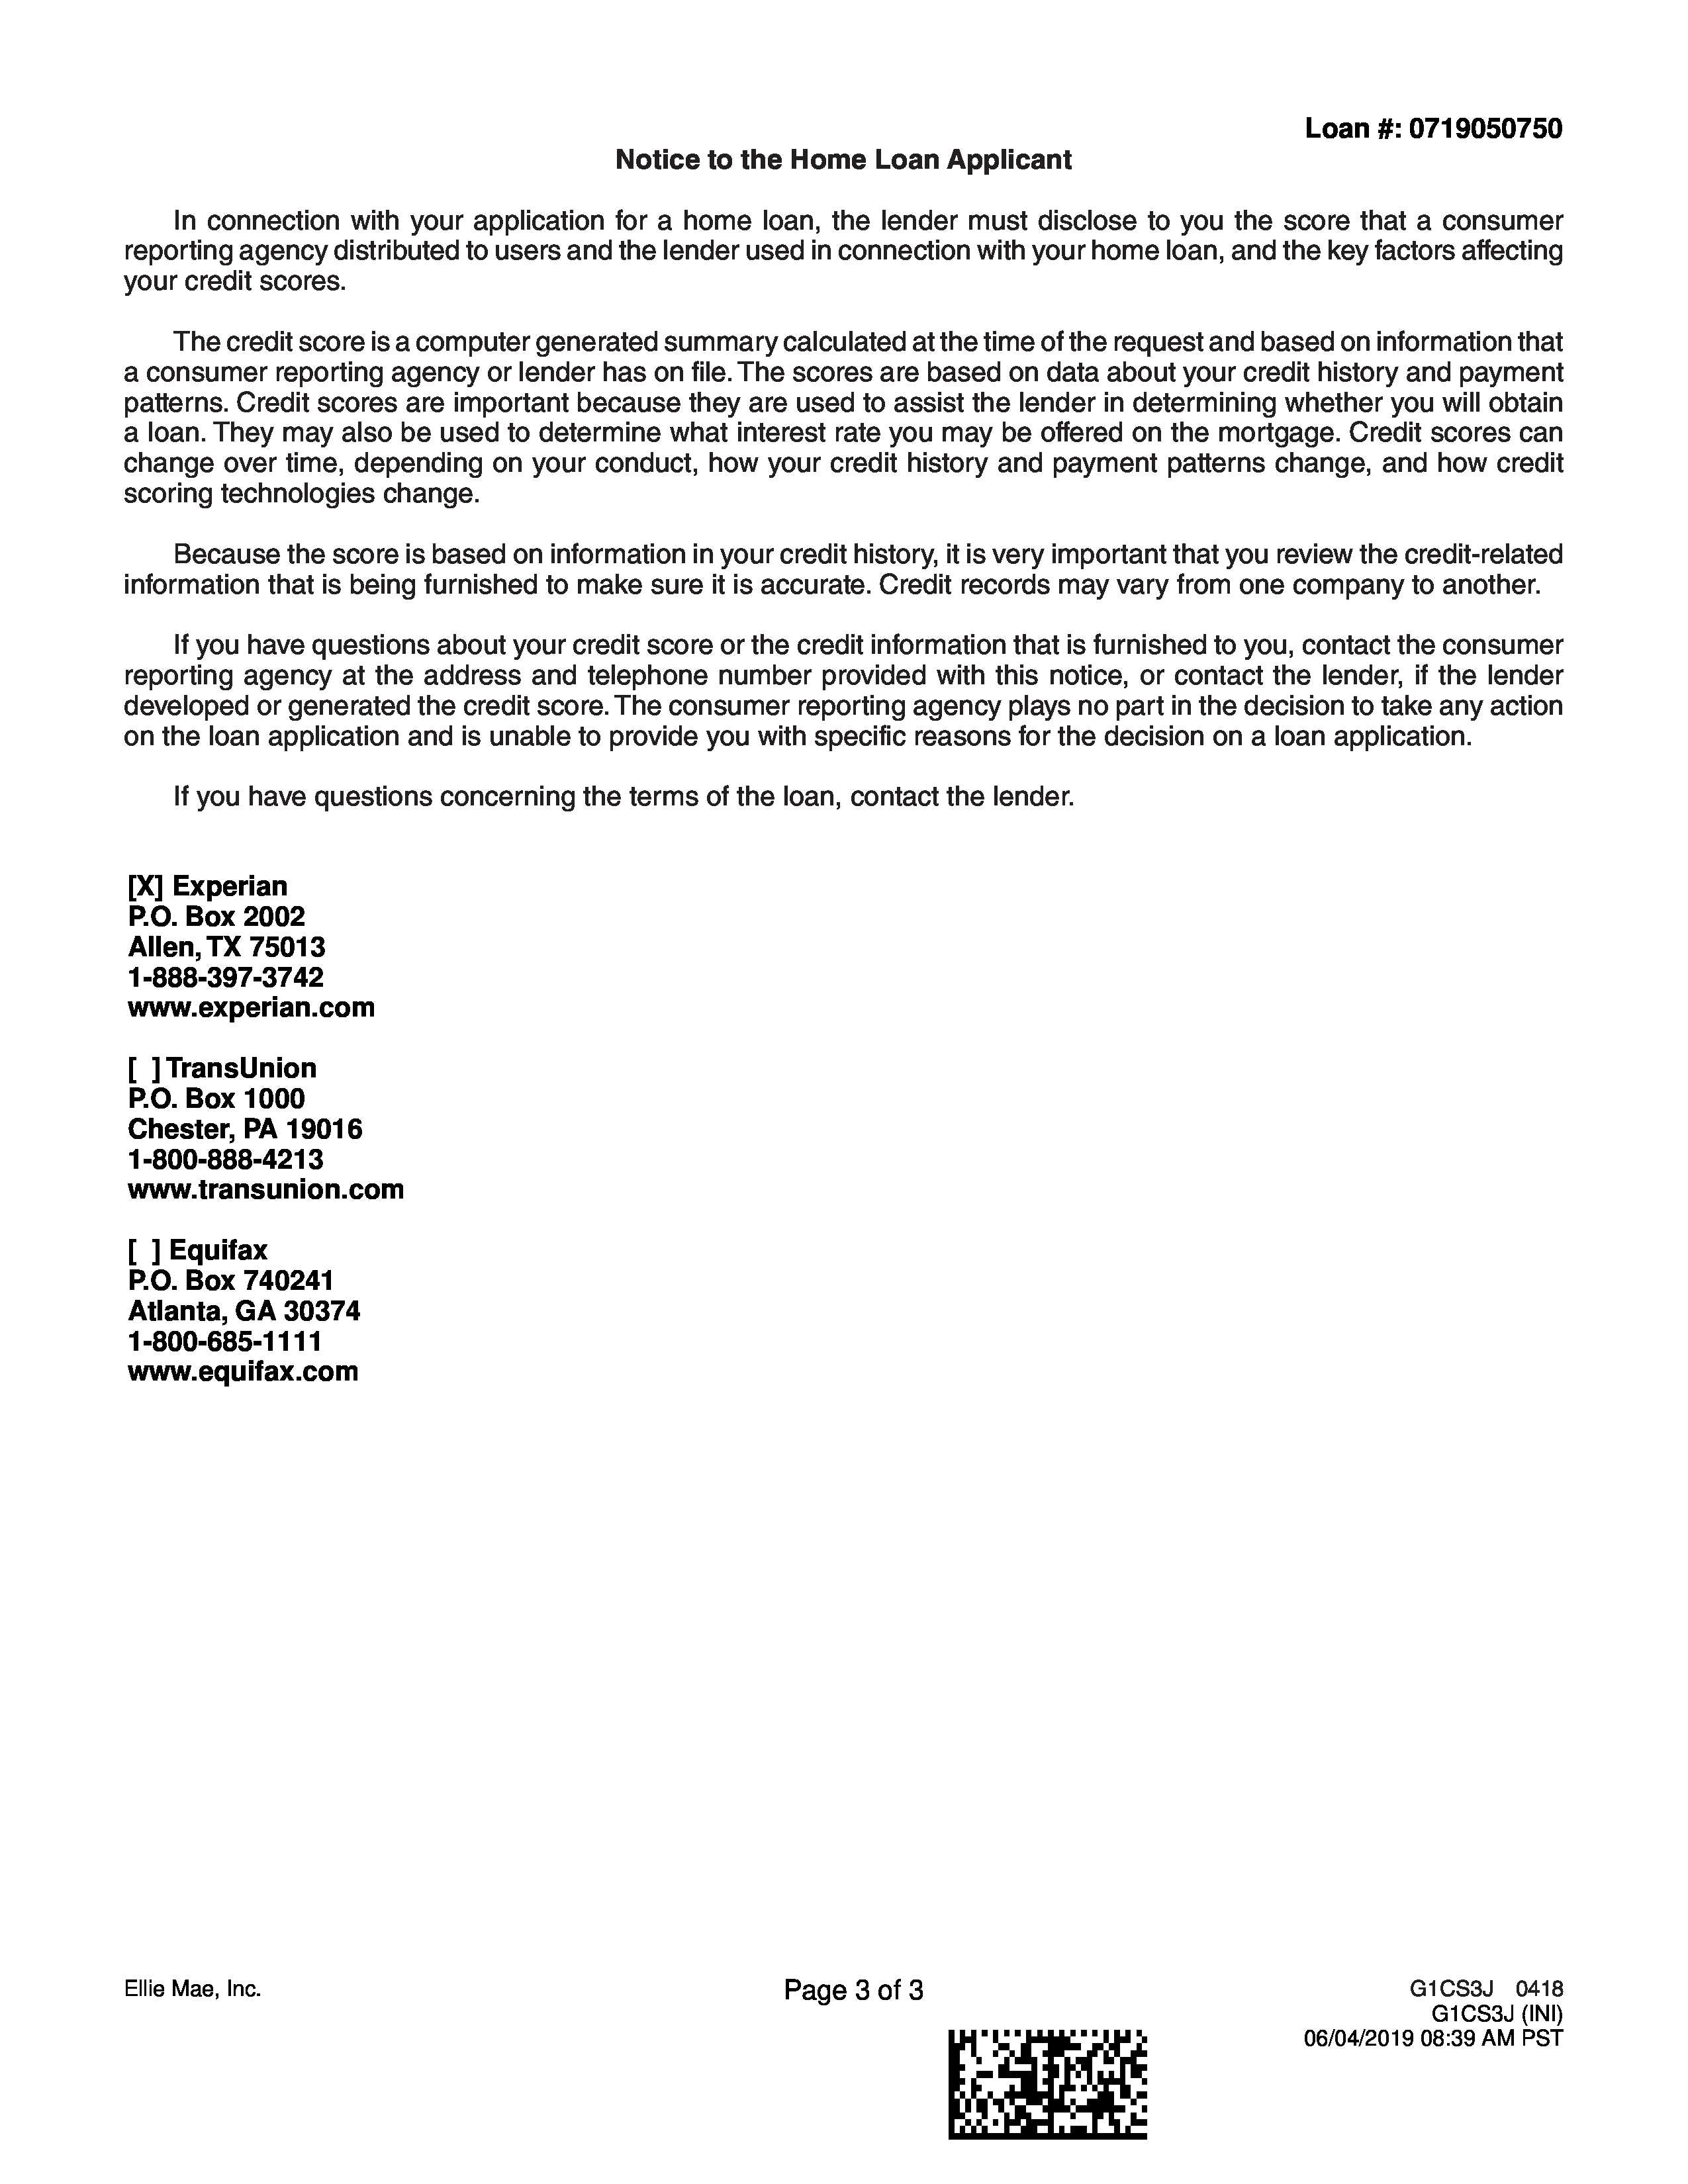 Loan #: 0719050750
Notice to the Home Loan Applicant
In connection with your application for a home loan, the lender must disclose to you the score that a consumer
reporting agency distributed to users and the lender used in connection with your home loan, and the key factors affecting
your credit scores.
The credit score is a computer generated summary calculated at the time of the request and based on information that
a consumer reporting agency or lender has on file. The scores are based on data about your credit history and payment
patterns. Credit scores are important because they are used to assist the lender in determining whether you will obtain
a loan. They may also be used to determine what interest rate you may be offered on the mortgage. Credit scores can
change over time, depending on your conduct, how your credit history and payment patterns change, and how credit
scoring technologies change.
Because the score is based on information in your credit history, it is very important that you review the credit-related
information that is being furnished to make sure it is accurate. Credit records may vary from one company to another.
If you have questions about your credit score or the credit information that is furnished to you, contact the consumer
reporting agency at the address and telephone number provided with this notice, or contact the lender, if the lender
developed or generated the credit score. The consumer reporting agency plays no part in the decision to take any action
on the loan application and is unable to provide you with specific reasons for the decision on a loan application.
If you have questions concerning the terms of the loan, contact the lender.
[X] Experian
P.O. Box 2002
Allen, TX 75013
1-888-397-3742
www.experian.com
[ ] TransUnion
P.O. Box 1000
Chester, PA 19016
1-800-888-4213
www.transunion.com
[ ] Equifax
P.O. Box 740241
Atlanta, GA 30374
1-800-685-1111
www.equifax.com
Ellie Mae, Inc.
Page 3 of 3
G1CS3J 0418
G1CS3J (INI)
06/04/2019 08:39 AM PST